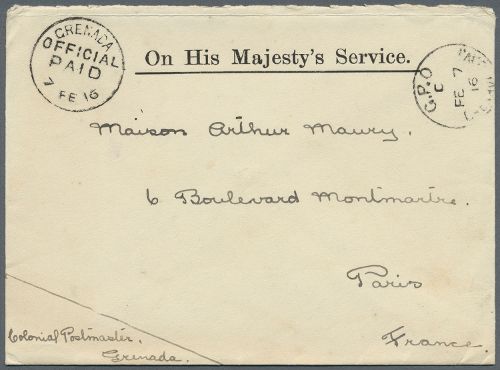 GRENADA
OFFICIAL
PAID
7 FE 16
On His Majesty's Service.
G.P.O
C
FE 7
16
Maison Arthur Maury.
6 Boulevard Montmartre.
Paris
France.
Colonial Postmaster.
Grenada.